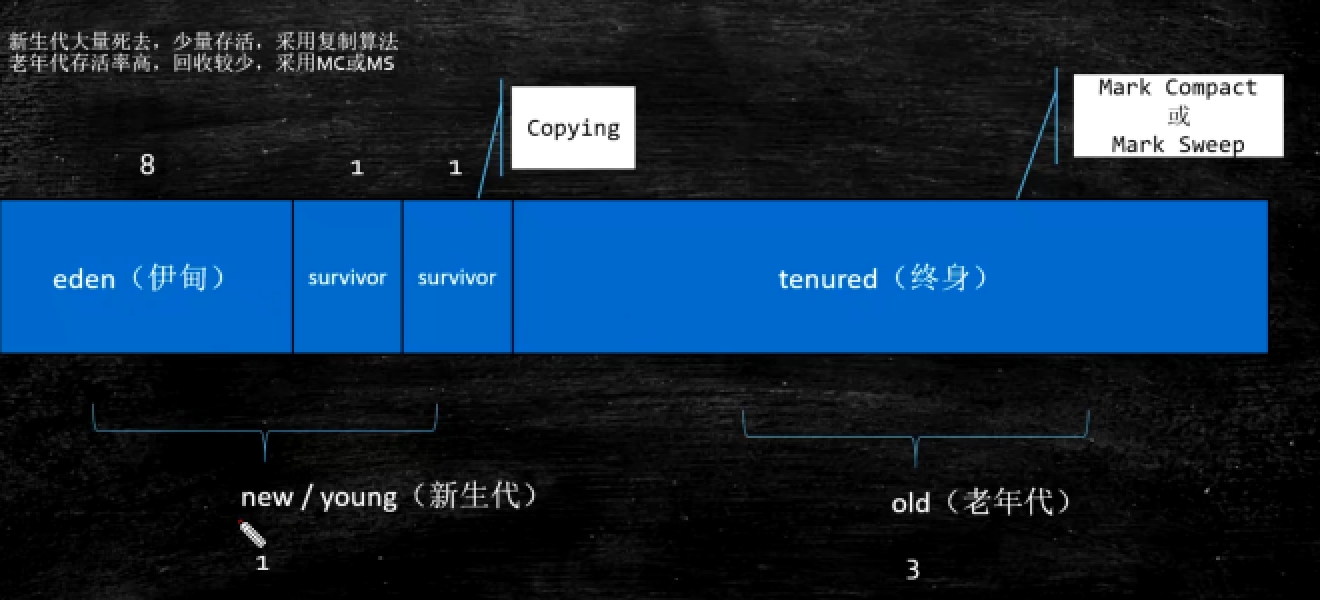 新生代大量死去，少量存活，采用复制算法
老年代存活率高，回收较少，采用MC或MS
Copying
Mark Compact
或
Mark Sweep
8
1
1
eden（伊甸）
survivor
survivor
tenured（终身）
new / young（新生代）
old（老年代）
1
3